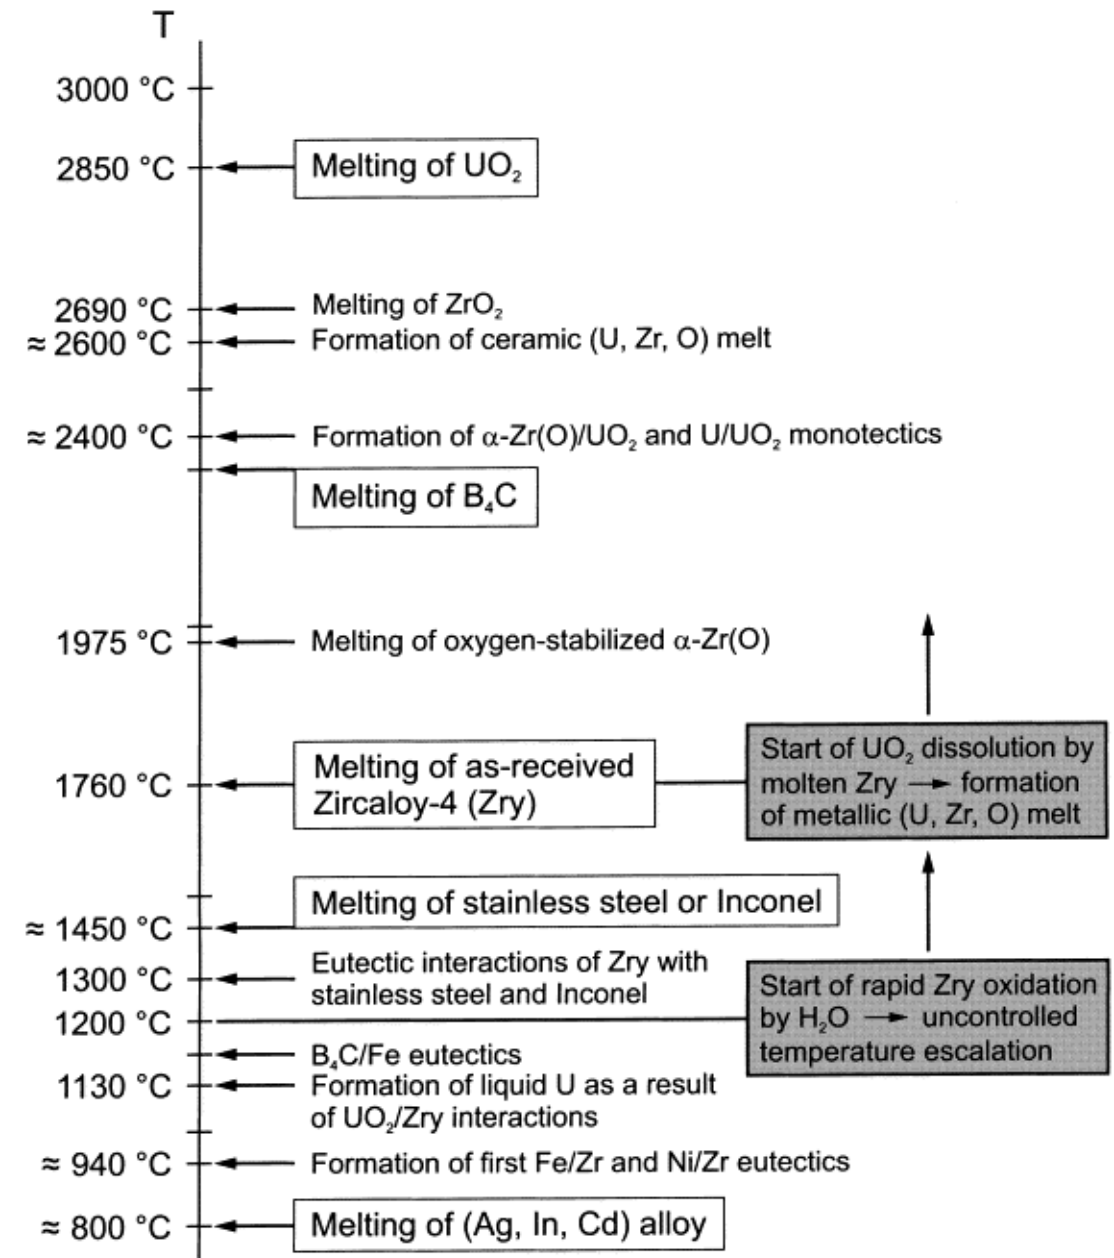 T
3000 °C
2850 °C
Melting of UO₂
2690 °C
Melting of ZrO₂
≈ 2600 °C
Formation of ceramic (U, Zr, O) melt
≈ 2400 °C
Formation of α-Zr(O)/UO₂ and U/UO₂ monotectics
Melting of B₄C
1975 °C
Melting of oxygen-stabilized α-Zr(O)
1760 °C
Melting of as-received
Zircaloy-4 (Zry)
Start of UO₂ dissolution by
molten Zry → formation
of metallic (U, Zr, O) melt
Melting of stainless steel or Inconel
≈ 1450 °C
1300 °C
Eutectic interactions of Zry with
stainless steel and Inconel
1200 °C
Start of rapid Zry oxidation
by H₂O → uncontrolled
temperature escalation
B₄C/Fe eutectics
1130 °C
Formation of liquid U as a result
of UO₂/Zry interactions
≈ 940 °C
Formation of first Fe/Zr and Ni/Zr eutectics
≈ 800 °C
Melting of (Ag, In, Cd) alloy